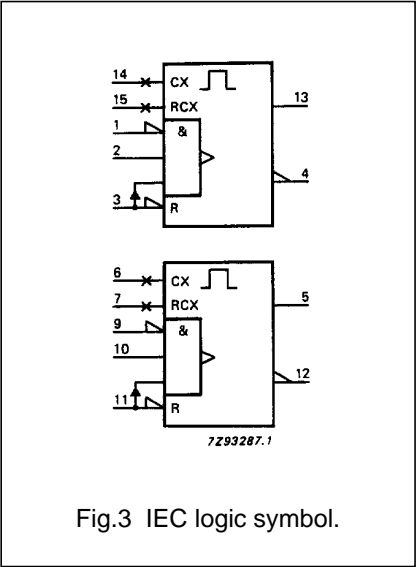 14 CX
15 RCX 13
1 &
2
4
3 R
6 CX
7 RCX 5
9 &
10
12
11 R
7Z93287.1
Fig.3 IEC logic symbol.